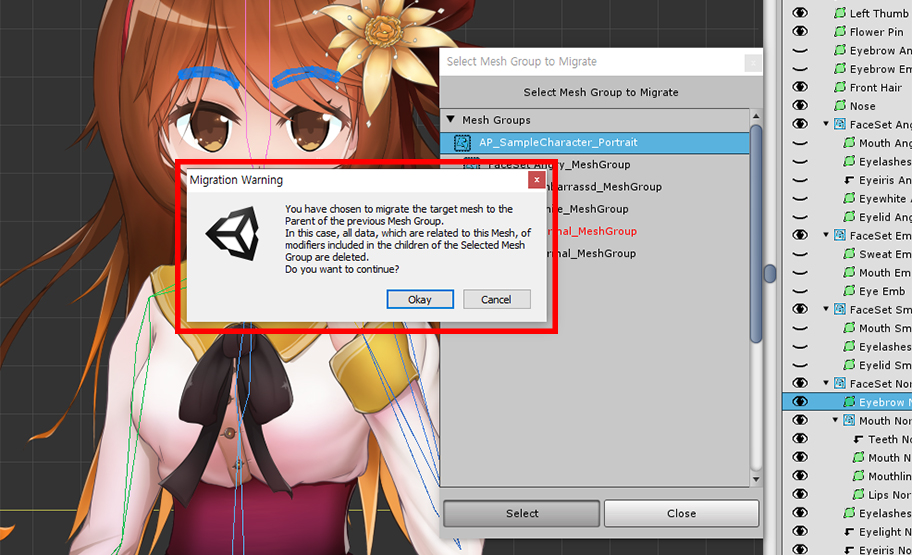 Select Mesh Group to Migrate
Select Mesh Group to Migrate
Mesh Groups
AP_SampleCharacter_Portrait
FaceSet Angry_MeshGroup
barrassd_MeshGroup
e_MeshGroup
mal_MeshGroup
rmal_MeshGroup
Select
Close
Migration Warning
x
You have chosen to migrate the target mesh to the
Parent of the previous Mesh Group.
In this case, all data, which are related to this Mesh, of
modifiers included in the children of the Selected Mesh
Group are deleted.
Do you want to continue?
Okay
Cancel
Left Thumb
Flower Pin
Eyebrow An
Eyebrow Em
Front Hair
Nose
FaceSet Ang
Mouth Ang
Eyelashes
Eyeiris An
Eyewhite A
Eyelid Ang
FaceSet Em
Sweat Em
Mouth Em
Eye Emb
FaceSet Sm
Mouth Sm
Eyelashes
Eyelid Sm
FaceSet Nor
Eyebrow N
Mouth Nor
Teeth No
Mouth N
Mouthlin
Lips Nor
Eyelashes
Eyelight N
Eyeiris No